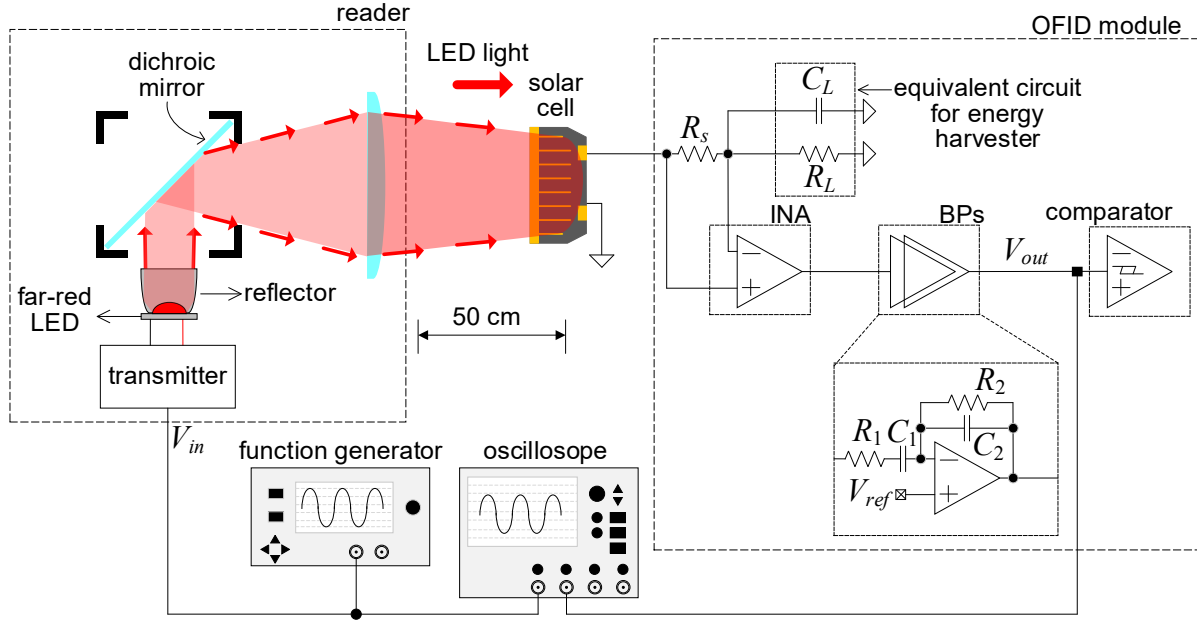 reader
OFID module
dichroic
mirror
LED light
solar
cell
C_L
equivalent circuit
for energy
harvester
R_s
R_L
INA
BPs
comparator
V_out
far-red
LED
reflector
50 cm
transmitter
R_2
R_1
C_1
C_2
V_in
function generator
oscillosope
V_ref